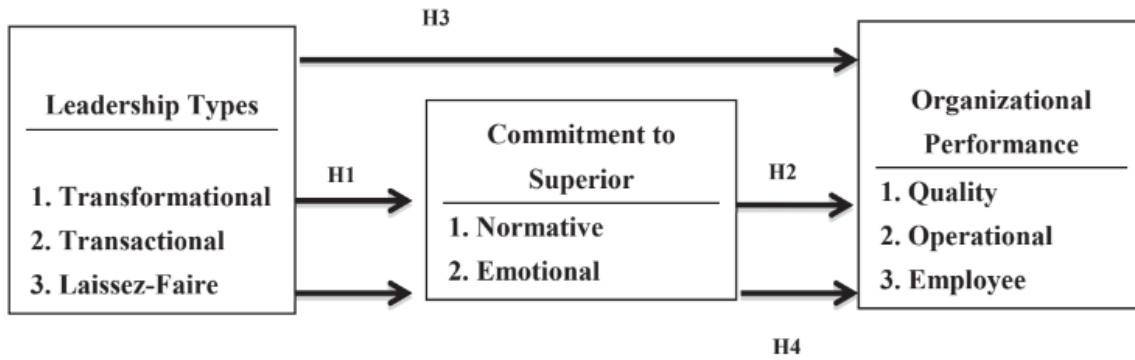 H3
Leadership Types
1. Transformational
2. Transactional
3. Laissez-Faire
H1
Commitment to
Superior
1. Normative
2. Emotional
H2
H4
Organizational
Performance
1. Quality
2. Operational
3. Employee